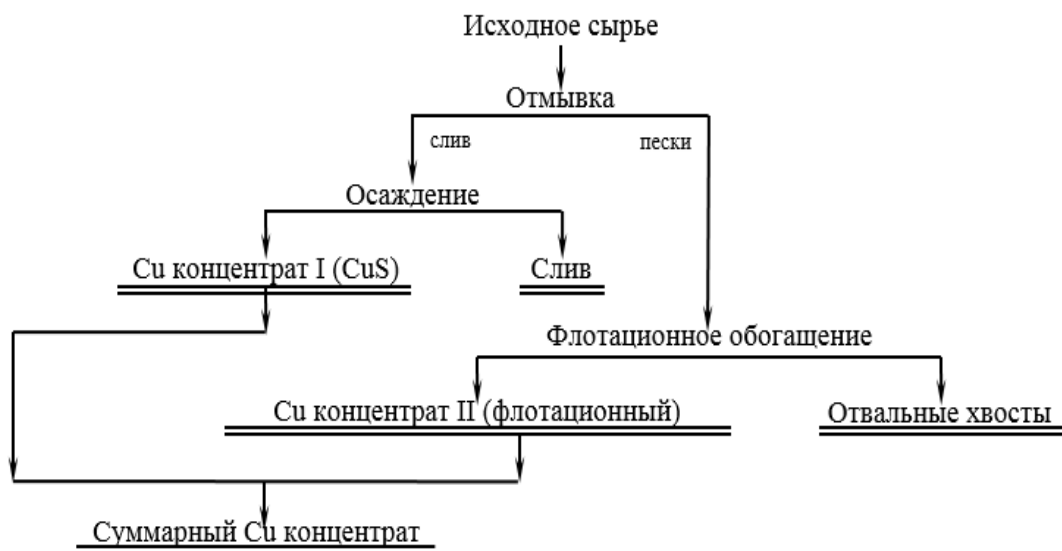 Исходное сырье
Отмывка
слив
пески
Осаждение
Cu концентрат I (CuS)
Слив
Флотационное обогащение
Cu концентрат II (флотационный)
Отвальные хвосты
Суммарный Cu концентрат